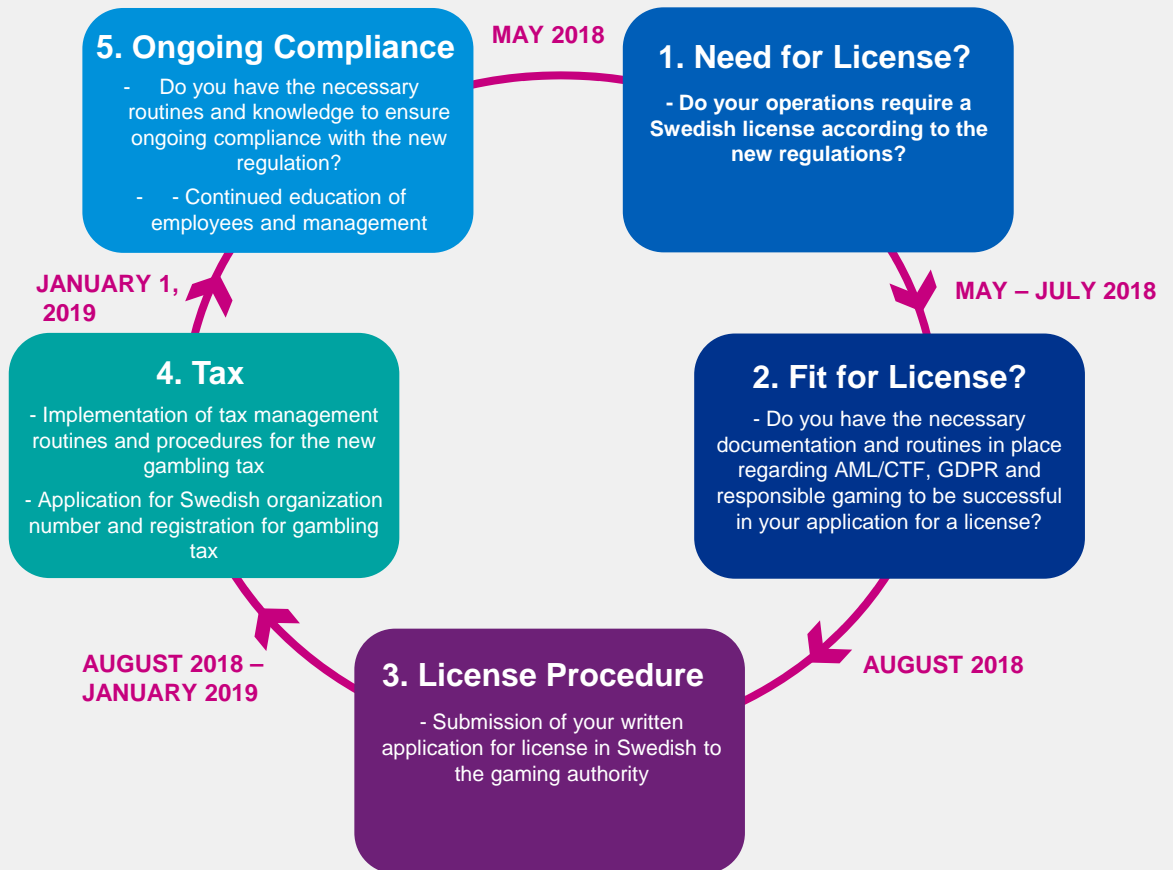 MAY 2018
1. Need for License?
- Do your operations require a
Swedish license according to the
new regulations?
MAY – JULY 2018
2. Fit for License?
- Do you have the necessary
documentation and routines in place
regarding AML/CTF, GDPR and
responsible gaming to be successful
in your application for a license?
AUGUST 2018
3. License Procedure
- Submission of your written
application for license in Swedish to
the gaming authority
AUGUST 2018 –
JANUARY 2019
4. Tax
- Implementation of tax management
routines and procedures for the new
gambling tax
- Application for Swedish organization
number and registration for gambling
tax
JANUARY 1,
2019
5. Ongoing Compliance
- Do you have the necessary
routines and knowledge to ensure
ongoing compliance with the new
regulation?
- - Continued education of
employees and management